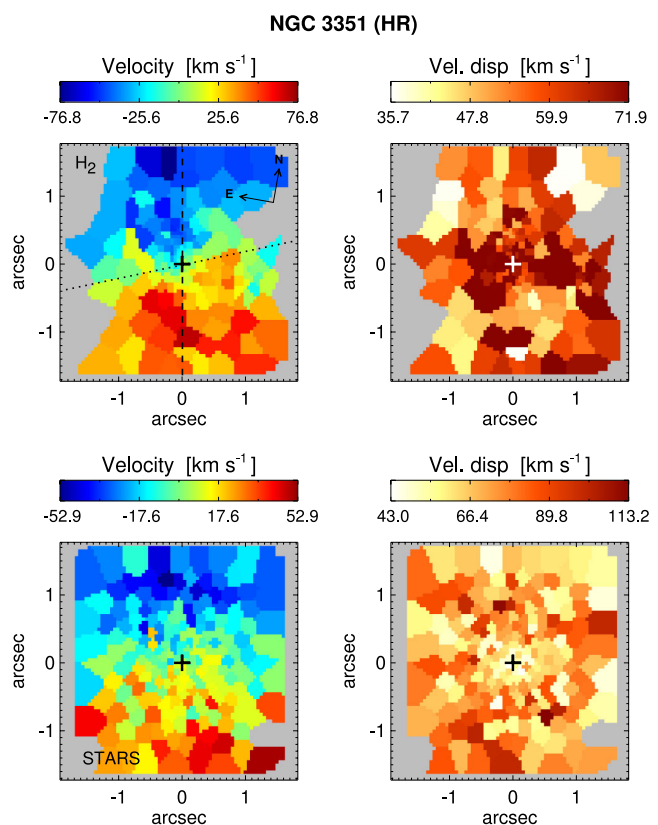 NGC 3351 (HR)
Velocity [km s⁻¹]
Vel. disp [km s⁻¹]
-76.8 -25.6 25.6 76.8
35.7 47.8 59.9 71.9
H₂
N
E
1
0
-1
arcsec
-1 0 1
arcsec
1
0
-1
arcsec
-1 0 1
arcsec
Velocity [km s⁻¹]
Vel. disp [km s⁻¹]
-52.9 -17.6 17.6 52.9
43.0 66.4 89.8 113.2
1
0
-1
arcsec
STARS
-1 0 1
arcsec
1
0
-1
arcsec
-1 0 1
arcsec